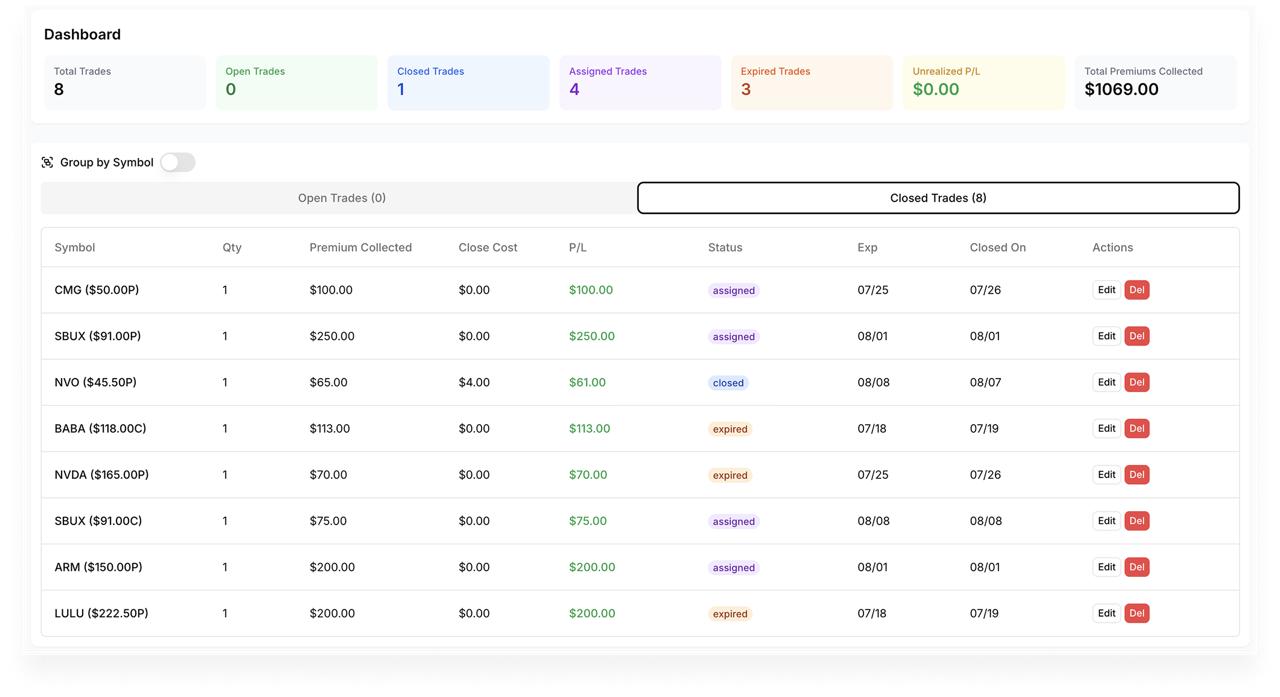 Dashboard
Total Trades
8
Open Trades
0
Closed Trades
1
Assigned Trades
4
Expired Trades
3
Unrealized P/L
$0.00
Total Premiums Collected
$1069.00
Group by Symbol
Open Trades (0)
Closed Trades (8)
Symbol Qty Premium Collected Close Cost P/L Status Exp Closed On Actions
CMG ($50.00P) 1 $100.00 $0.00 $100.00 assigned 07/25 07/26 Edit Del
SBUX ($91.00P) 1 $250.00 $0.00 $250.00 assigned 08/01 08/01 Edit Del
NVO ($45.50P) 1 $65.00 $4.00 $61.00 closed 08/08 08/07 Edit Del
BABA ($118.00C) 1 $113.00 $0.00 $113.00 expired 07/18 07/19 Edit Del
NVDA ($165.00P) 1 $70.00 $0.00 $70.00 expired 07/25 07/26 Edit Del
SBUX ($91.00C) 1 $75.00 $0.00 $75.00 assigned 08/08 08/08 Edit Del
ARM ($150.00P) 1 $200.00 $0.00 $200.00 assigned 08/01 08/01 Edit Del
LULU ($222.50P) 1 $200.00 $0.00 $200.00 expired 07/18 07/19 Edit Del